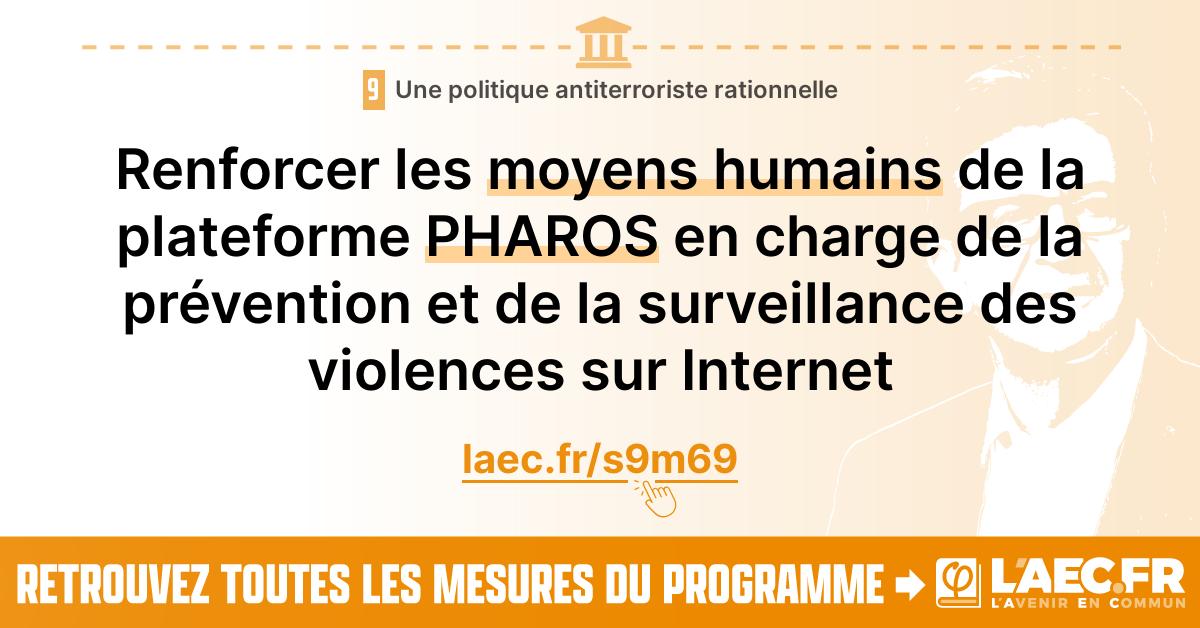 9 Une politique antiterroriste rationnelle
Renforcer les moyens humains de la
plateforme PHAROS en charge de la
prévention et de la surveillance des
violences sur Internet
laec.fr/s9m69
RETROUVEZ TOUTES LES MESURES DU PROGRAMME
φ L'AEC.FR
L'AVENIR EN COMMUN